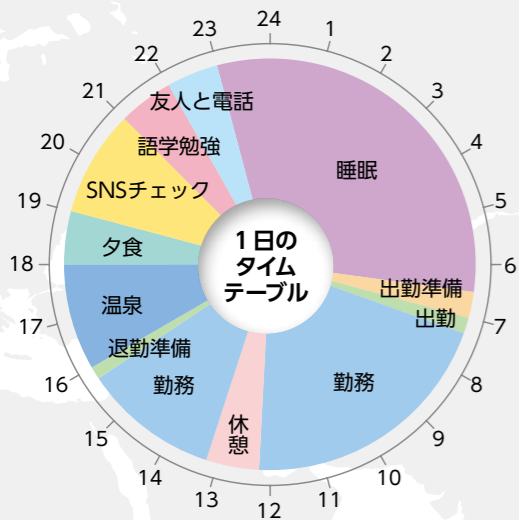 24
1
2
3
4
5
6
7
8
9
10
11
12
13
14
15
16
17
18
19
20
21
22
23
睡眠
出勤準備
出勤
勤務
休
憩
勤務
退勤準備
温泉
夕食
SNSチェック
語学勉強
友人と電話
1日の
タイム
テーブル